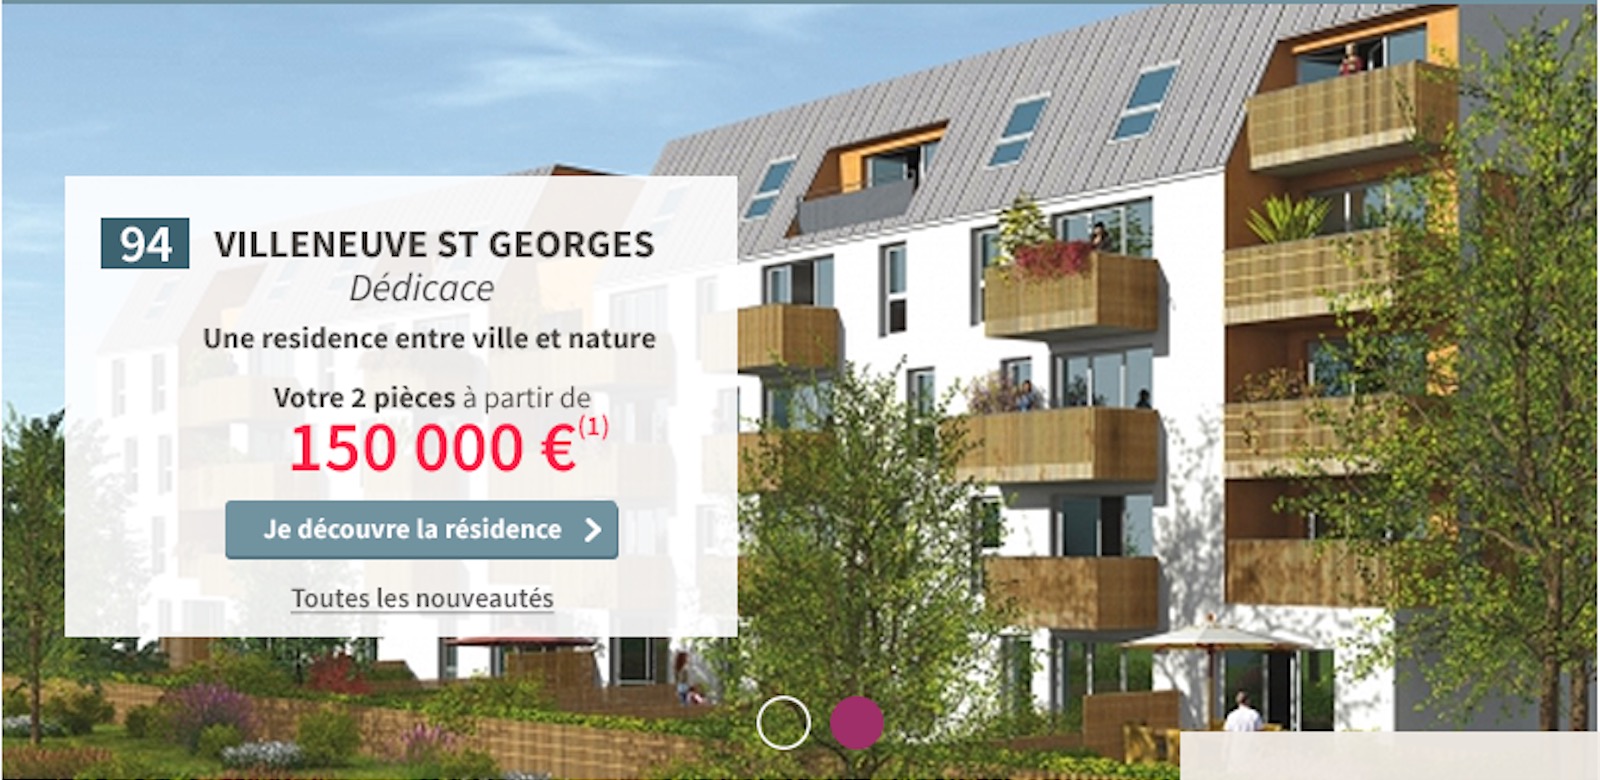 94 VILLENEUVE ST GEORGES
Dédicace
Une residence entre ville et nature
Votre 2 pièces à partir de
150 000 €(1)
Je découvre la résidence
Toutes les nouveautés